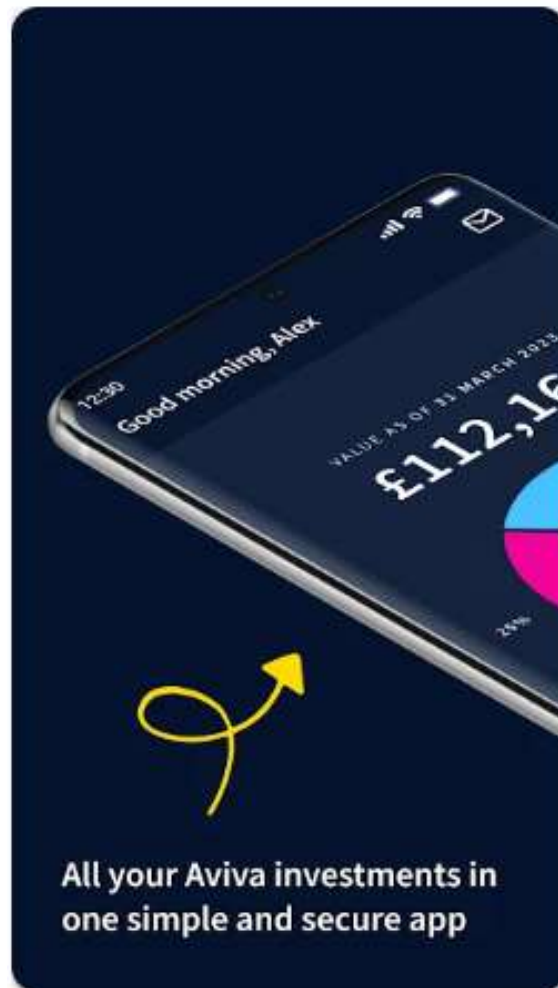 12:30
Good morning, Alex
VALUE AS OF 31 MARCH 2023
£112,16
25%
All your Aviva investments in
one simple and secure app